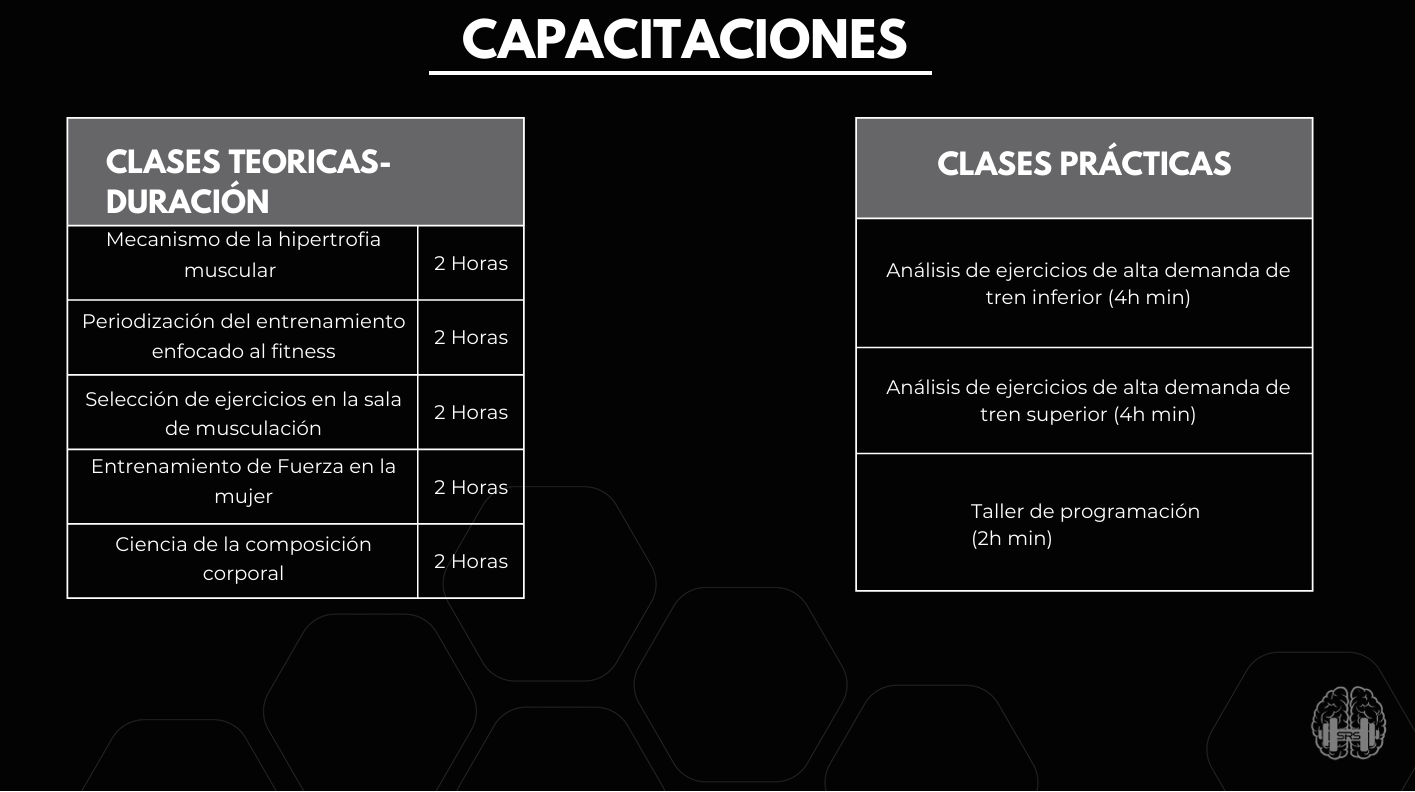 CAPACITACIONES
CLASES TEORICAS-
DURACIÓN
Mecanismo de la hipertrofia
muscular
2 Horas
Periodización del entrenamiento
enfocado al fitness
2 Horas
Selección de ejercicios en la sala
de musculación
2 Horas
Entrenamiento de Fuerza en la
mujer
2 Horas
Ciencia de la composición
corporal
2 Horas
CLASES PRÁCTICAS
Análisis de ejercicios de alta demanda de
tren inferior (4h min)
Análisis de ejercicios de alta demanda de
tren superior (4h min)
Taller de programación
(2h min)
SRS